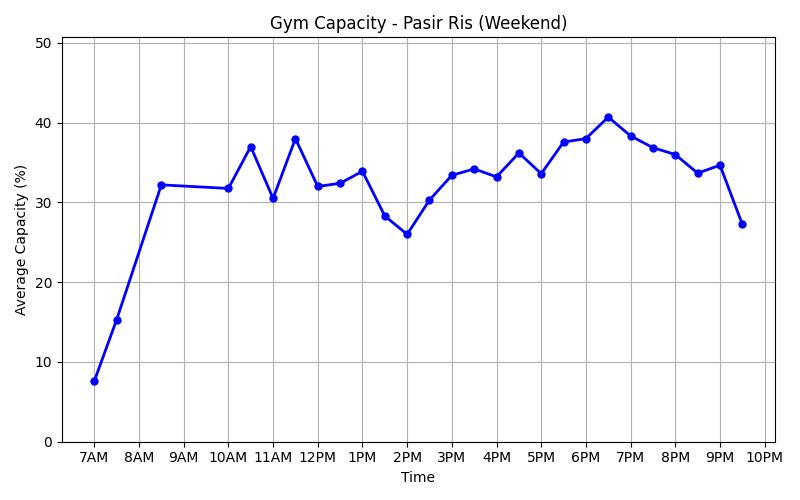 Gym Capacity - Pasir Ris (Weekend)
Average Capacity (%)
50
40
30
20
10
0
7AM 8AM 9AM 10AM 11AM 12PM 1PM 2PM 3PM 4PM 5PM 6PM 7PM 8PM 9PM 10PM
Time